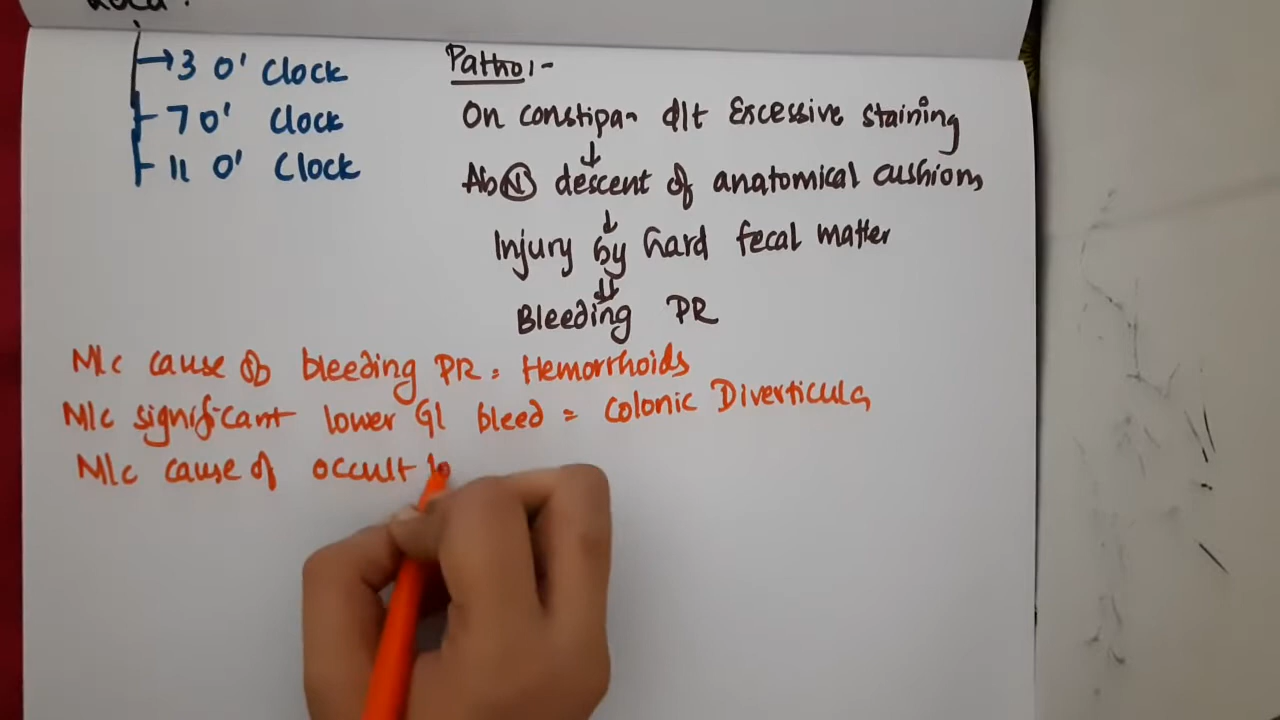 3 O' Clock
7 O' Clock
11 O' Clock
Patho:-
On constipan d/t Excessive staining
↓
Ab(N) descent of anatomical cushions
↓
Injury by hard fecal matter
⇓
Bleeding PR
M/c cause of bleeding PR = Hemorrhoids
M/c significant lower GI bleed = Colonic Diverticula
M/c cause of occult